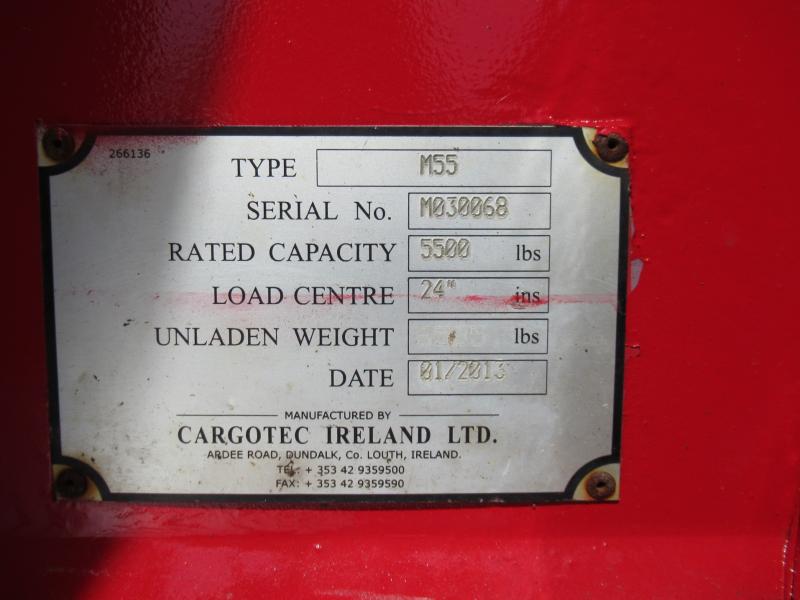 266136
TYPE M55
SERIAL No. M030068
RATED CAPACITY 5500 lbs
LOAD CENTRE 24" ins
UNLADEN WEIGHT lbs
DATE 01/2013
MANUFACTURED BY
CARGOTEC IRELAND LTD.
ARDEE ROAD, DUNDALK, Co. LOUTH, IRELAND.
TEL: + 353 42 9359500
FAX: + 353 42 9359590